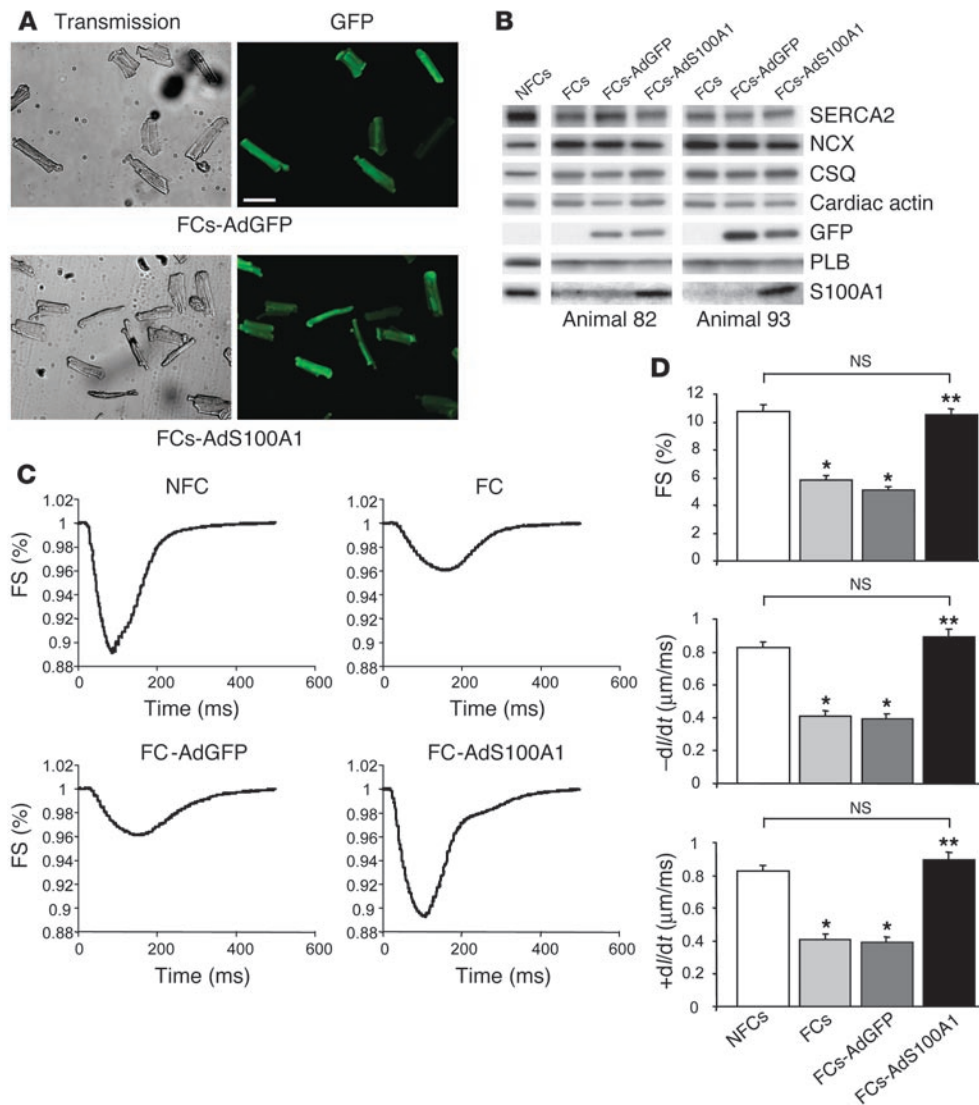 A
Transmission
GFP
FCs-AdGFP
FCs-AdS100A1
B
NFCs
FCs
FCs-AdGFP
FCs-AdS100A1
FCs
FCs-AdGFP
FCs-AdS100A1
SERCA2
NCX
CSQ
Cardiac actin
GFP
PLB
S100A1
Animal 82
Animal 93
C
NFC
FS (%)
1.02
1
0.98
0.96
0.94
0.92
0.9
0.88
0
200
400
600
Time (ms)
FC
1.02
1
0.98
0.96
0.94
0.92
0.9
0.88
0
200
400
600
Time (ms)
FC-AdGFP
FS (%)
1.02
1
0.98
0.96
0.94
0.92
0.9
0.88
0
200
400
600
Time (ms)
FC-AdS100A1
1.02
1
0.98
0.96
0.94
0.92
0.9
0.88
0
200
400
600
Time (ms)
D
NS
FS (%)
12
10
8
6
4
2
0
*
*
**
NS
–dl/dt (µm/ms)
1
0.8
0.6
0.4
0.2
0
*
*
**
NS
+dl/dt (µm/ms)
1
0.8
0.6
0.4
0.2
0
*
*
**
NFCs
FCs
FCs-AdGFP
FCs-AdS100A1